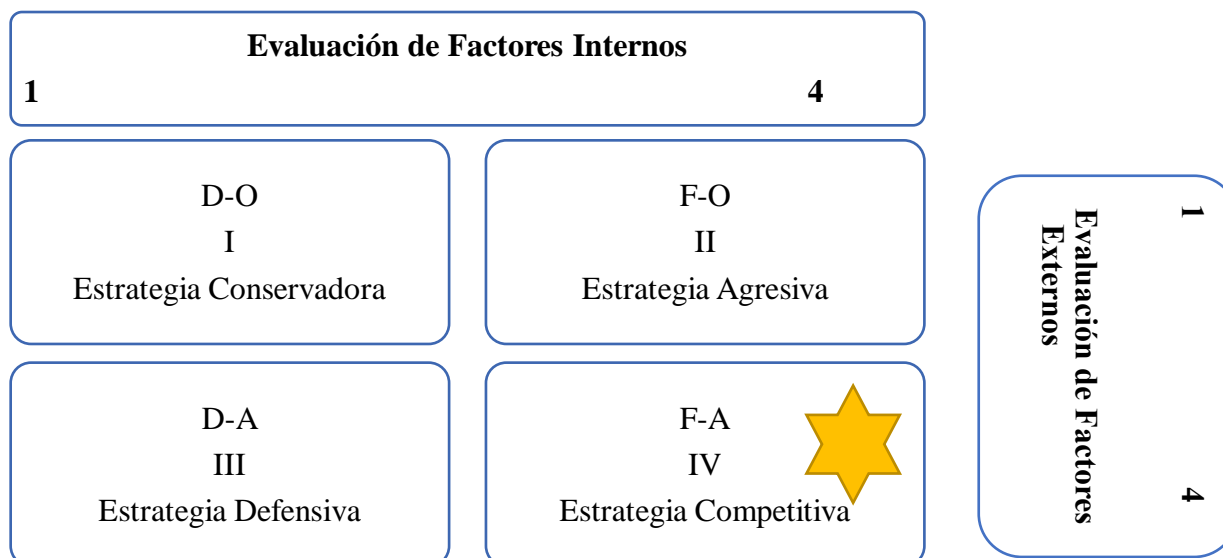 Evaluación de Factores Internos
1 4
D-O
I
Estrategia Conservadora
F-O
II
Estrategia Agresiva
D-A
III
Estrategia Defensiva
F-A
IV
Estrategia Competitiva
1
Evaluación de Factores
Externos
4